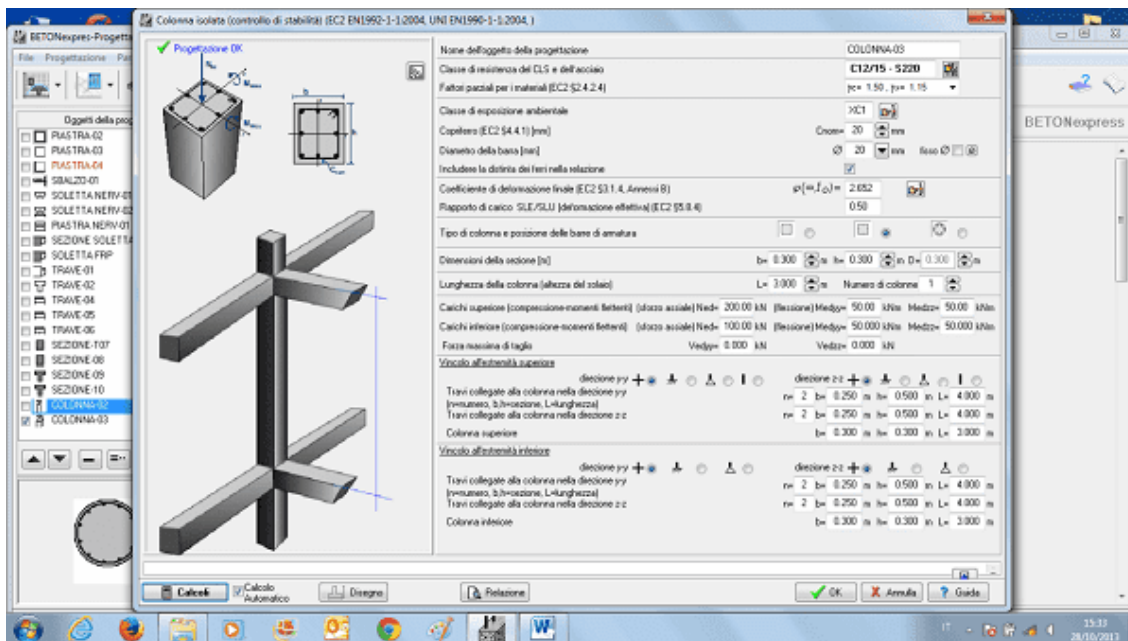 Colonna isolata (controllo di stabilità) (EC2 EN1992-1-1:2004, UNI EN1990-1-1:2004, )
BETONexpres-Progetta
File Progettazione Par
Oggetti della prog
PIASTRA-02
PIASTRA-03
PIASTRA-04
SBALZO-01
SOLETTA NERV-01
SOLETTA NERV-02
PIASTRA NERV-01
SEZIONE SOLETTA
SOLETTA FRP
TRAVE-01
TRAVE-02
TRAVE-04
TRAVE-05
TRAVE-06
SEZIONE-T07
SEZIONE-08
SEZIONE-09
SEZIONE-10
COLONNA-02
COLONNA-03
Progettazione OK
b
h
Nome dell'oggetto della progettazione COLONNA-03
Classe di resistenza del CLS e dell'acciaio C12/15 - S220
Fattori parziali per i materiali (EC2 §2.4.2.4) γc= 1.50 , γs= 1.15
Classe di esposizione ambientale XC1
Copriferro (EC2 §4.4.1) [mm] Cnom= 20 mm
Diametro della barra [mm] Ø 20 mm fisso Ø
Includere la distinta dei ferri nella relazione
Coefficiente di deformazione finale (EC2 §3.1.4, Annessi B) φ(∞,t₀)= 2.652
Rapporto di carico SLE/SLU (deformazione effettiva) (EC2 §5.8.4) 0.50
Tipo di colonna e posizione delle barre di armatura
Dimensioni della sezione [m] b= 0.300 m h= 0.300 m D= 0.300 m
Lunghezza della colonna (altezza del solaio) L= 3.000 m Numero di colonne 1
Carichi superiore (compressione-momenti flettenti) (sforzo assiale) Ned= 200.00 kN (flessione) Medyy= 50.00 kNm Medzz= 50.00 kNm
Carichi inferiore (compressione-momenti flettenti) (sforzo assiale) Ned= 100.00 kN (flessione) Medyy= 50.000 kNm Medzz= 50.000 kNm
Forza massima di taglio Vedyy= 0.000 kN Vedzz= 0.000 kN
Vincolo all'estremità superiore
direzione y-y direzione z-z
Travi collegate alla colonna nella direzione y-y n= 2 b= 0.250 m h= 0.500 m L= 4.000 m
(n=numero, b,h=sezione, L=lunghezza)
Travi collegate alla colonna nella direzione z-z n= 2 b= 0.250 m h= 0.500 m L= 4.000 m
Colonna superiore b= 0.300 m h= 0.300 m L= 3.000 m
Vincolo all'estremità inferiore
direzione y-y direzione z-z
Travi collegate alla colonna nella direzione y-y n= 2 b= 0.250 m h= 0.500 m L= 4.000 m
(n=numero, b,h=sezione, L=lunghezza)
Travi collegate alla colonna nella direzione z-z n= 2 b= 0.250 m h= 0.500 m L= 4.000 m
Colonna inferiore b= 0.300 m h= 0.300 m L= 3.000 m
BETONexpress
Calcoli
Calcolo Automatico
Disegno
Relazione
OK
Annulla
Guida
IT
15:33
28/10/2013